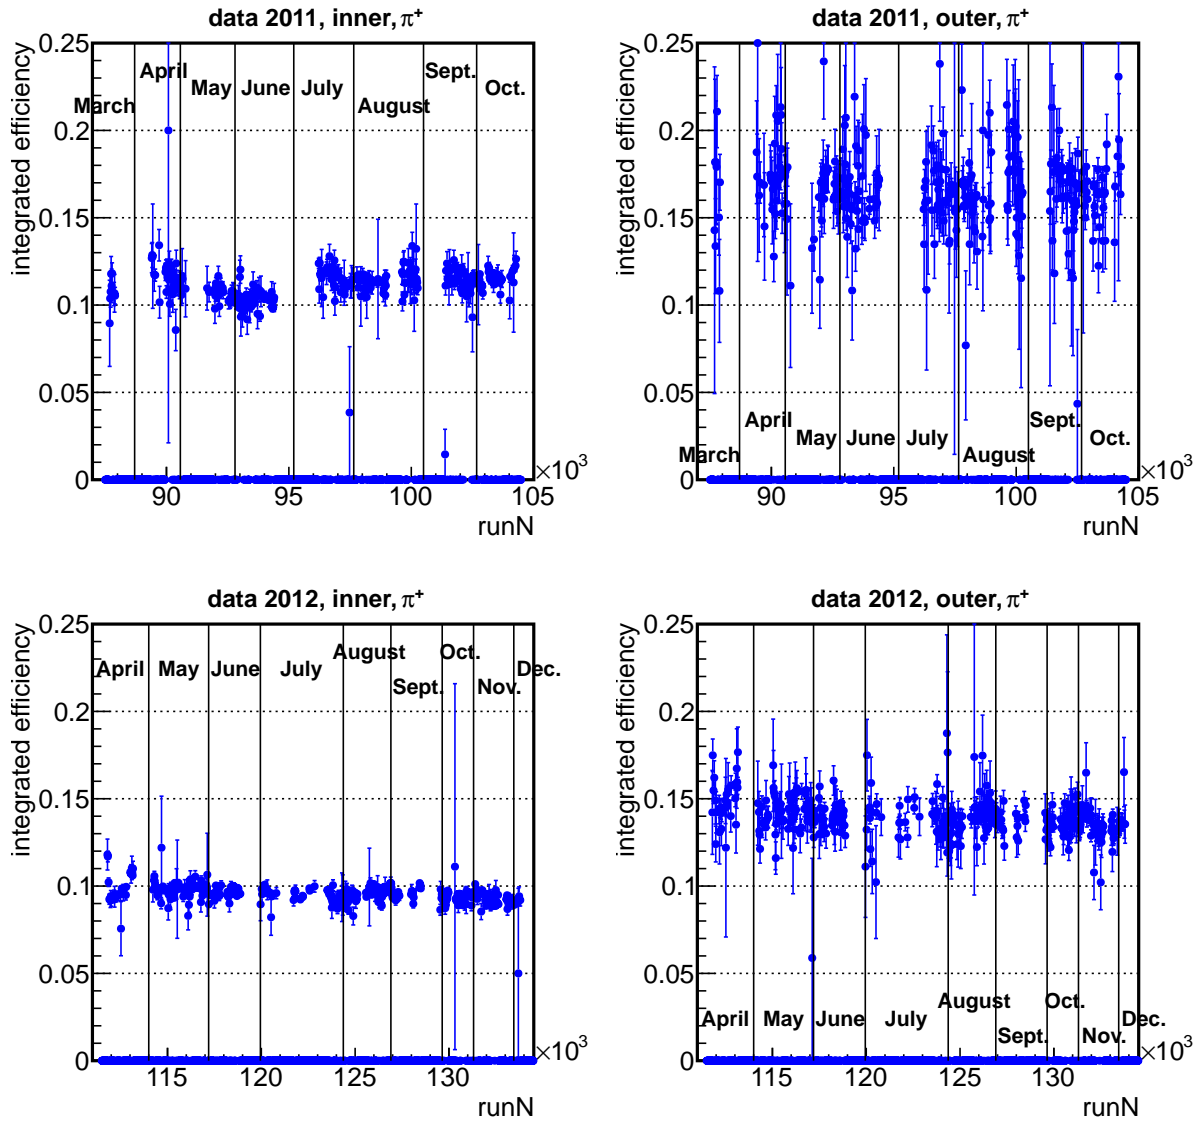 data 2011, inner, π⁺
integrated efficiency
0.25
0.2
0.15
0.1
0.05
0
March
April
May
June
July
August
Sept.
Oct.
90
95
100
105
×10³
runN
data 2011, outer, π⁺
integrated efficiency
0.25
0.2
0.15
0.1
0.05
0
March
April
May
June
July
August
Sept.
Oct.
90
95
100
105
×10³
runN
data 2012, inner, π⁺
integrated efficiency
0.25
0.2
0.15
0.1
0.05
0
April
May
June
July
August
Sept.
Oct.
Nov.
Dec.
115
120
125
130
×10³
runN
data 2012, outer, π⁺
integrated efficiency
0.25
0.2
0.15
0.1
0.05
0
April
May
June
July
August
Sept.
Oct.
Nov.
Dec.
115
120
125
130
×10³
runN